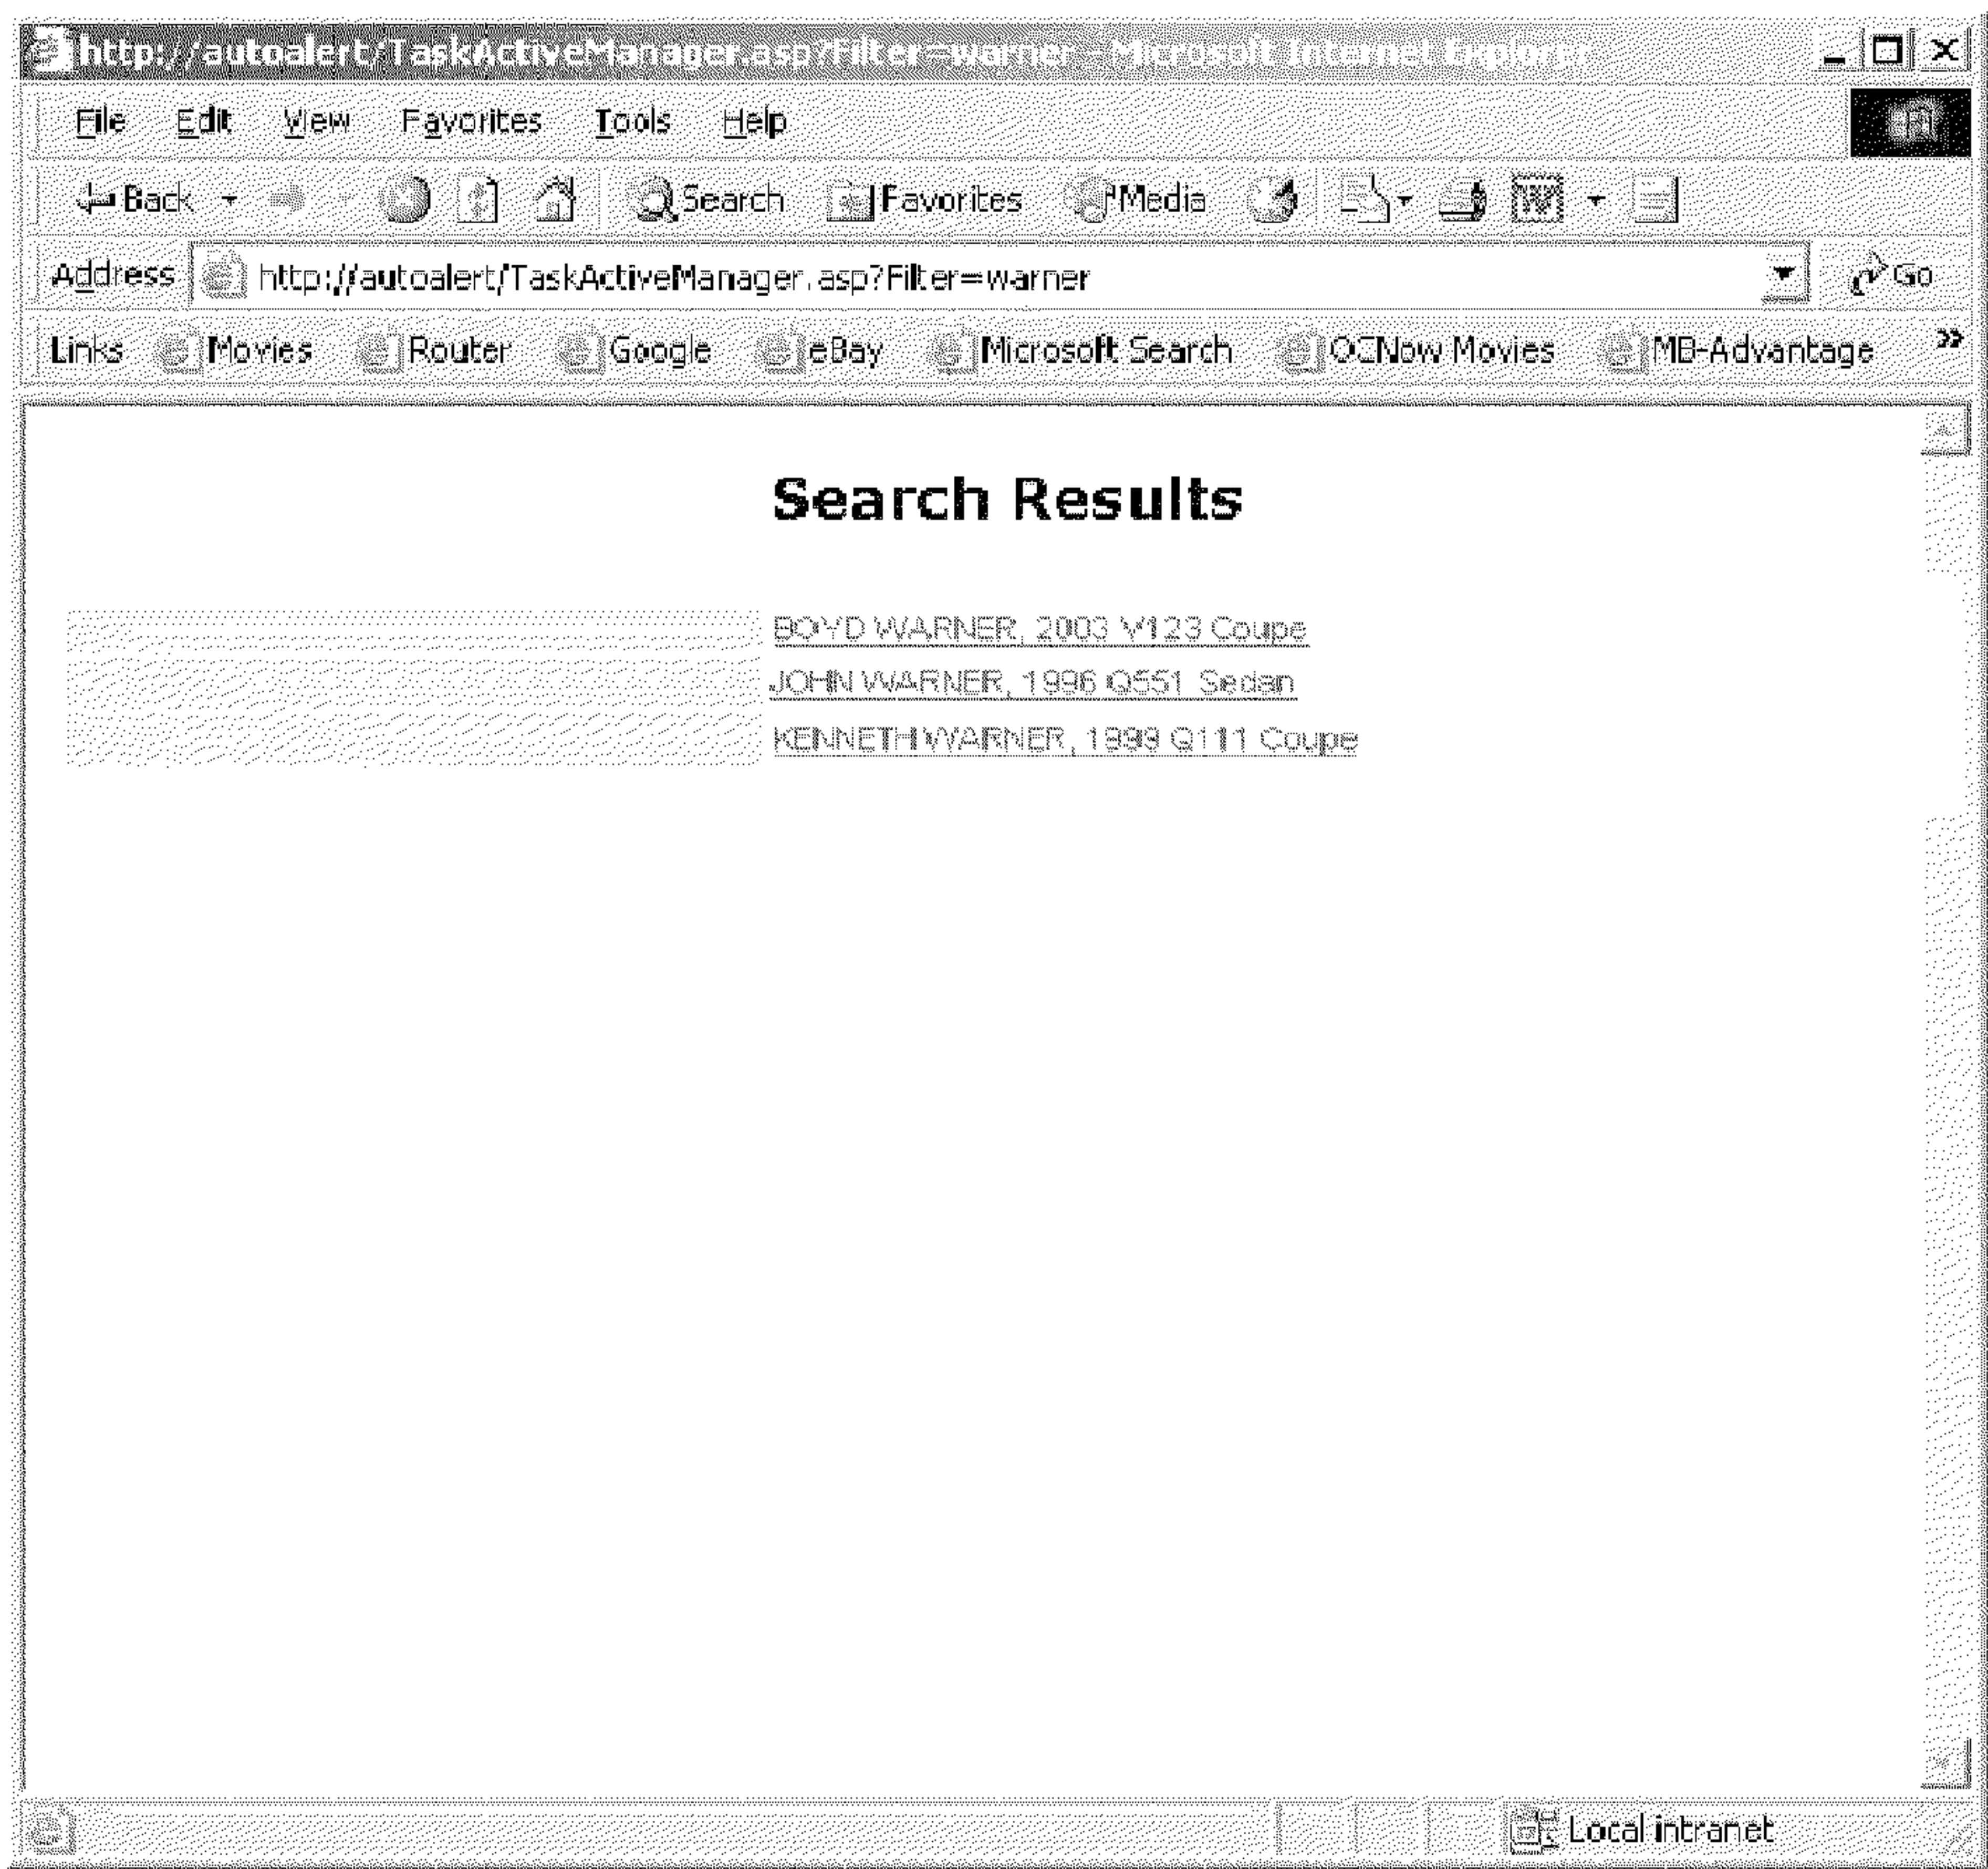 http://autoalert/TaskActiveManager.asp?Filter=warner - Microsoft Internet Explorer
File Edit View Favorites Tools Help
Back Search Favorites Media
Address http://autoalert/TaskActiveManager.asp?Filter=warner Go
Links Movies Router Google eBay Microsoft Search OCNow Movies MB-Advantage »
Search Results
BOYD WARNER, 2003 V123 Coupe
JOHN WARNER, 1996 Q551 Sedan
KENNETH WARNER, 1999 Q111 Coupe
Local intranet